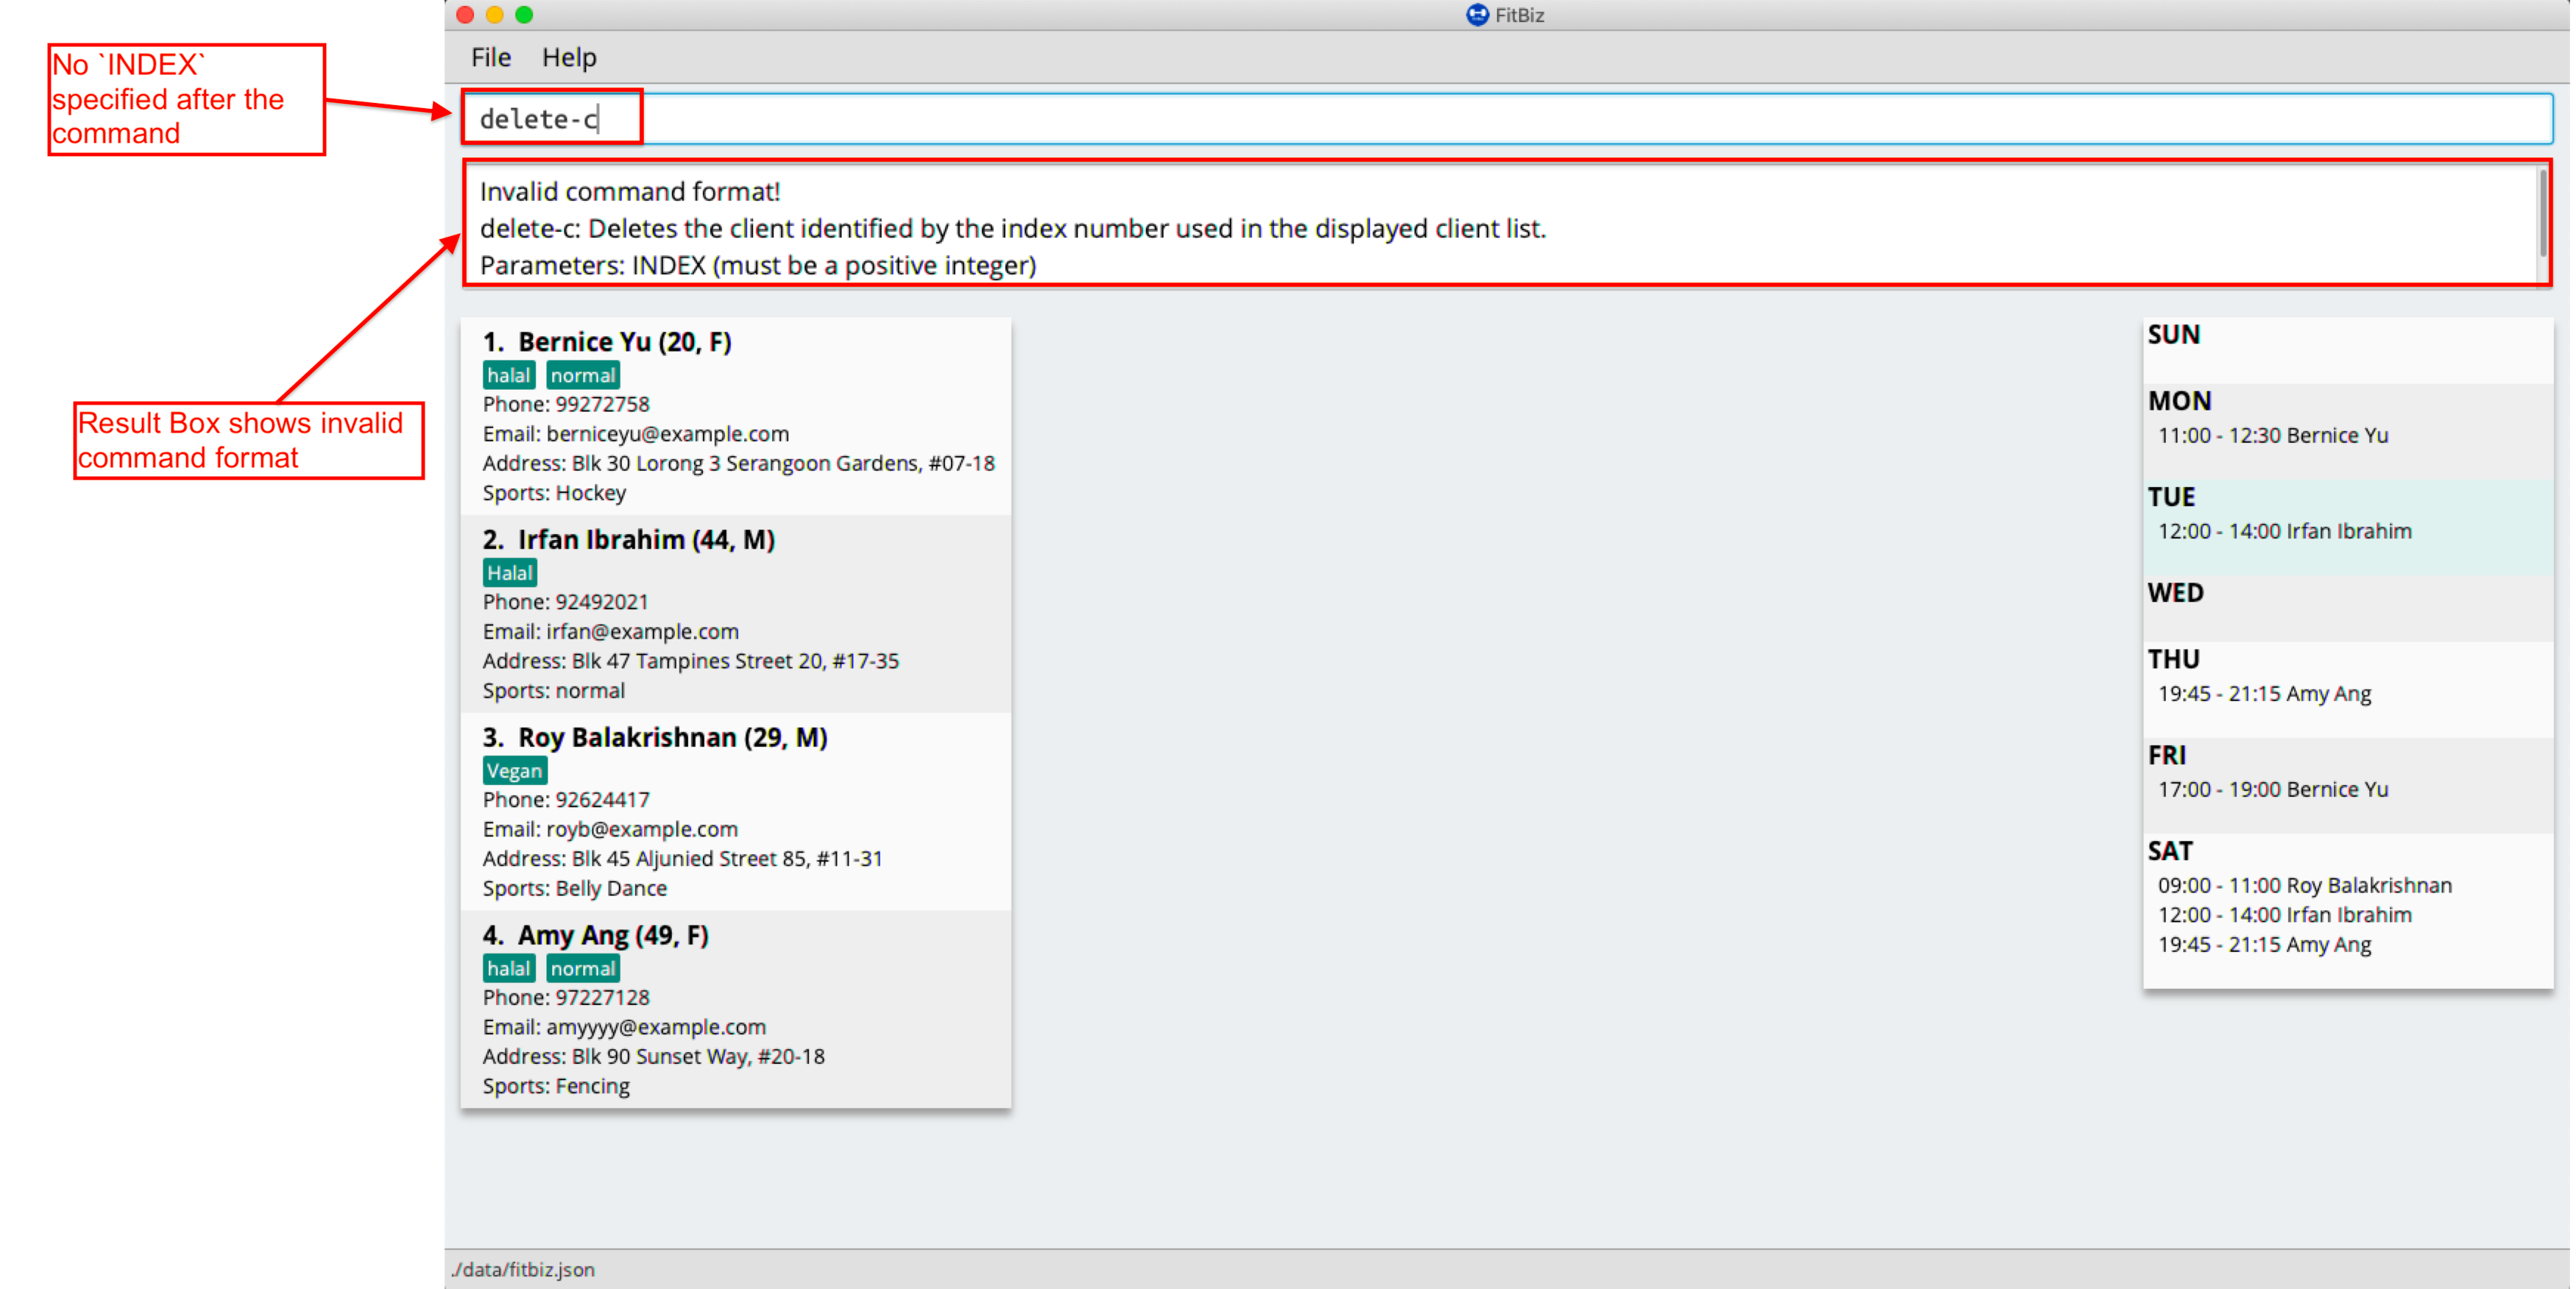 FitBiz
File Help
No `INDEX`
specified after the
command
delete-c
Invalid command format!
delete-c: Deletes the client identified by the index number used in the displayed client list.
Parameters: INDEX (must be a positive integer)
Result Box shows invalid
command format
1. Bernice Yu (20, F)
halal normal
Phone: 99272758
Email: berniceyu@example.com
Address: Blk 30 Lorong 3 Serangoon Gardens, #07-18
Sports: Hockey
2. Irfan Ibrahim (44, M)
Halal
Phone: 92492021
Email: irfan@example.com
Address: Blk 47 Tampines Street 20, #17-35
Sports: normal
3. Roy Balakrishnan (29, M)
Vegan
Phone: 92624417
Email: royb@example.com
Address: Blk 45 Aljunied Street 85, #11-31
Sports: Belly Dance
4. Amy Ang (49, F)
halal normal
Phone: 97227128
Email: amyyyy@example.com
Address: Blk 90 Sunset Way, #20-18
Sports: Fencing
SUN
MON
11:00 - 12:30 Bernice Yu
TUE
12:00 - 14:00 Irfan Ibrahim
WED
THU
19:45 - 21:15 Amy Ang
FRI
17:00 - 19:00 Bernice Yu
SAT
09:00 - 11:00 Roy Balakrishnan
12:00 - 14:00 Irfan Ibrahim
19:45 - 21:15 Amy Ang
./data/fitbiz.json